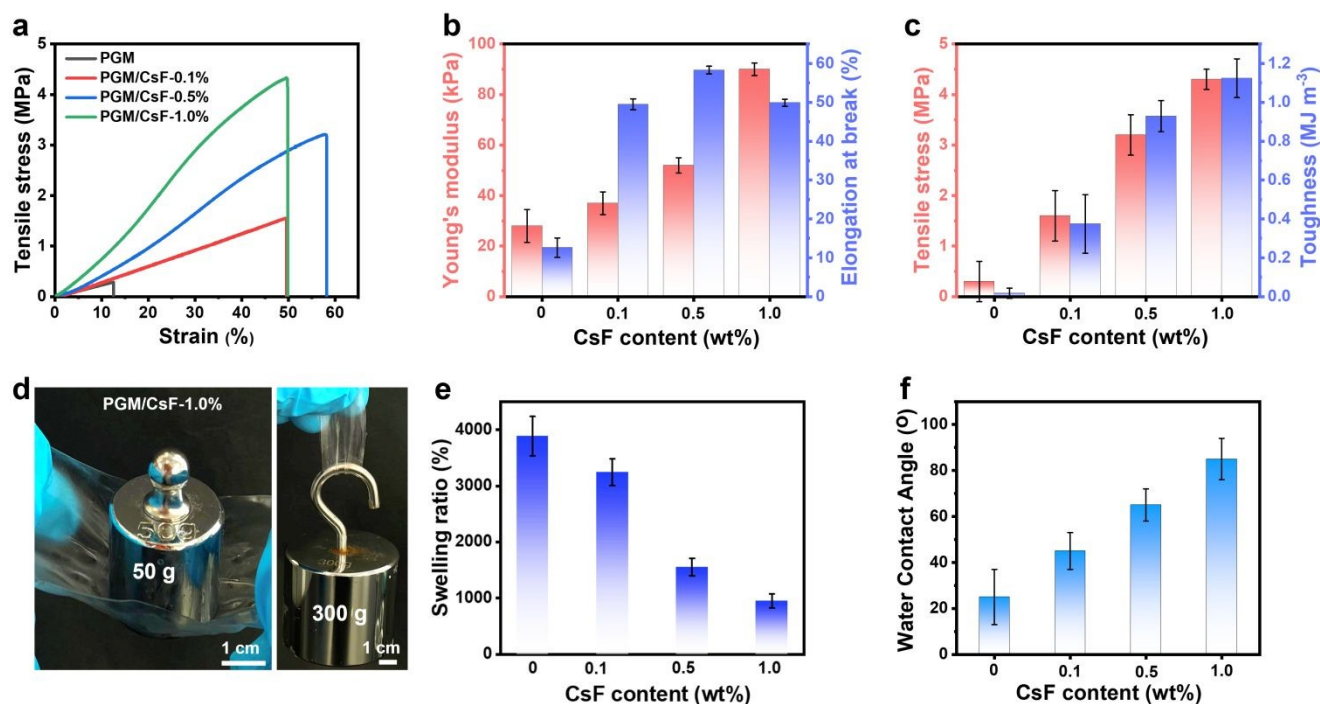 a
5
4
3
2
1
0
Tensile stress (MPa)
PGM
PGM/CsF-0.1%
PGM/CsF-0.5%
PGM/CsF-1.0%
0 10 20 30 40 50 60
Strain (%)
b
100
80
60
40
20
0
Young's modulus (kPa)
60
50
40
30
20
10
0
Elongation at break (%)
0 0.1 0.5 1.0
CsF content (wt%)
c
5
4
3
2
1
0
Tensile stress (MPa)
1.2
1.0
0.8
0.6
0.4
0.2
0.0
Toughness (MJ m⁻³)
0 0.1 0.5 1.0
CsF content (wt%)
d
PGM/CsF-1.0%
50g
50 g
1 cm
300 g
1 cm
e
4000
3000
2000
1000
0
Swelling ratio (%)
0 0.1 0.5 1.0
CsF content (wt%)
f
100
80
60
40
20
0
Water Contact Angle (O)
0 0.1 0.5 1.0
CsF content (wt%)